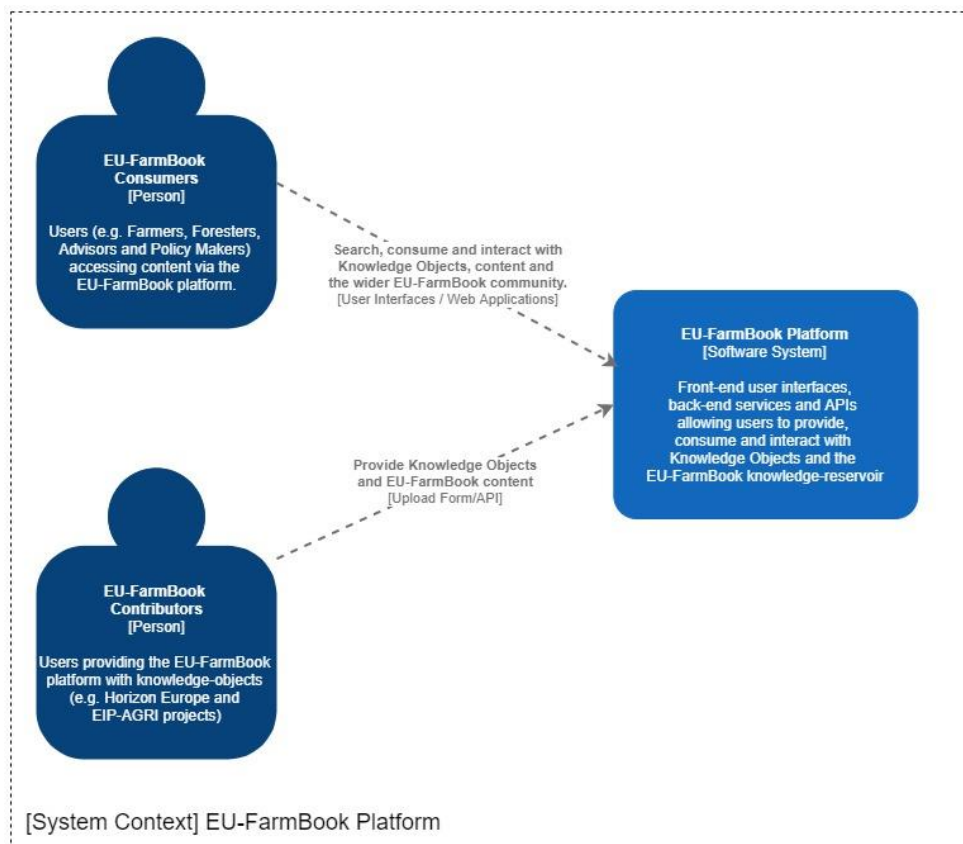 EU-FarmBook
Consumers
[Person]
Users (e.g. Farmers, Foresters,
Advisors and Policy Makers)
accessing content via the
EU-FarmBook platform.
Search, consume and interact with
Knowledge Objects, content and
the wider EU-FarmBook community.
[User Interfaces / Web Applications]
EU-FarmBook Platform
[Software System]
Front-end user interfaces,
back-end services and APIs
allowing users to provide,
consume and interact with
Knowledge Objects and the
EU-FarmBook knowledge-reservoir
Provide Knowledge Objects
and EU-FarmBook content
[Upload Form/API]
EU-FarmBook
Contributors
[Person]
Users providing the EU-FarmBook
platform with knowledge-objects
(e.g. Horizon Europe and
EIP-AGRI projects)
[System Context] EU-FarmBook Platform